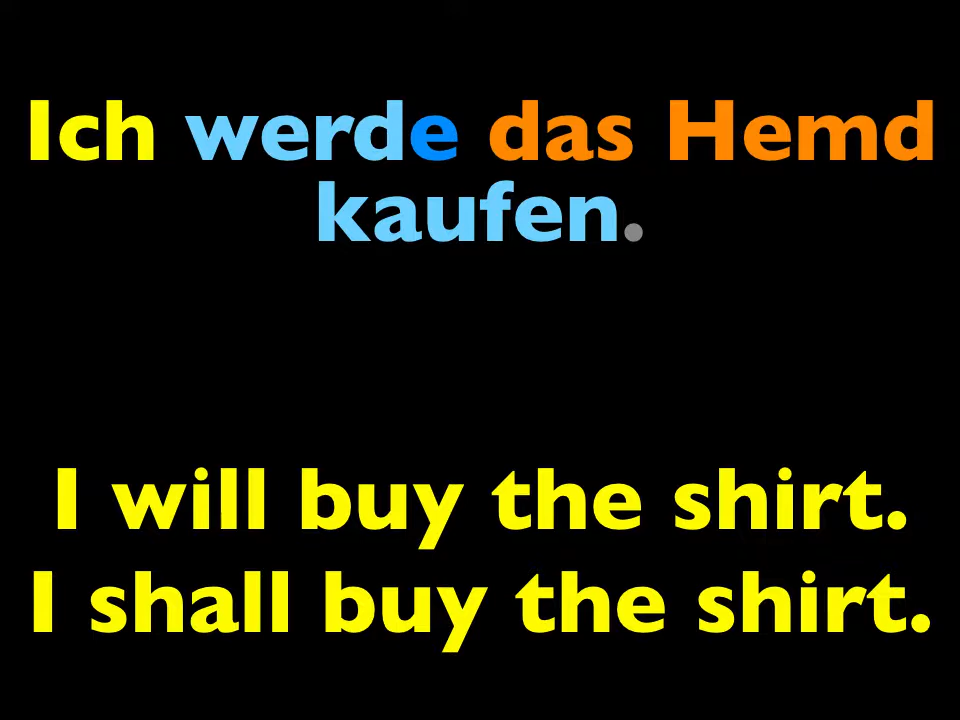 Ich werde das Hemd
kaufen.
I will buy the shirt.
I shall buy the shirt.